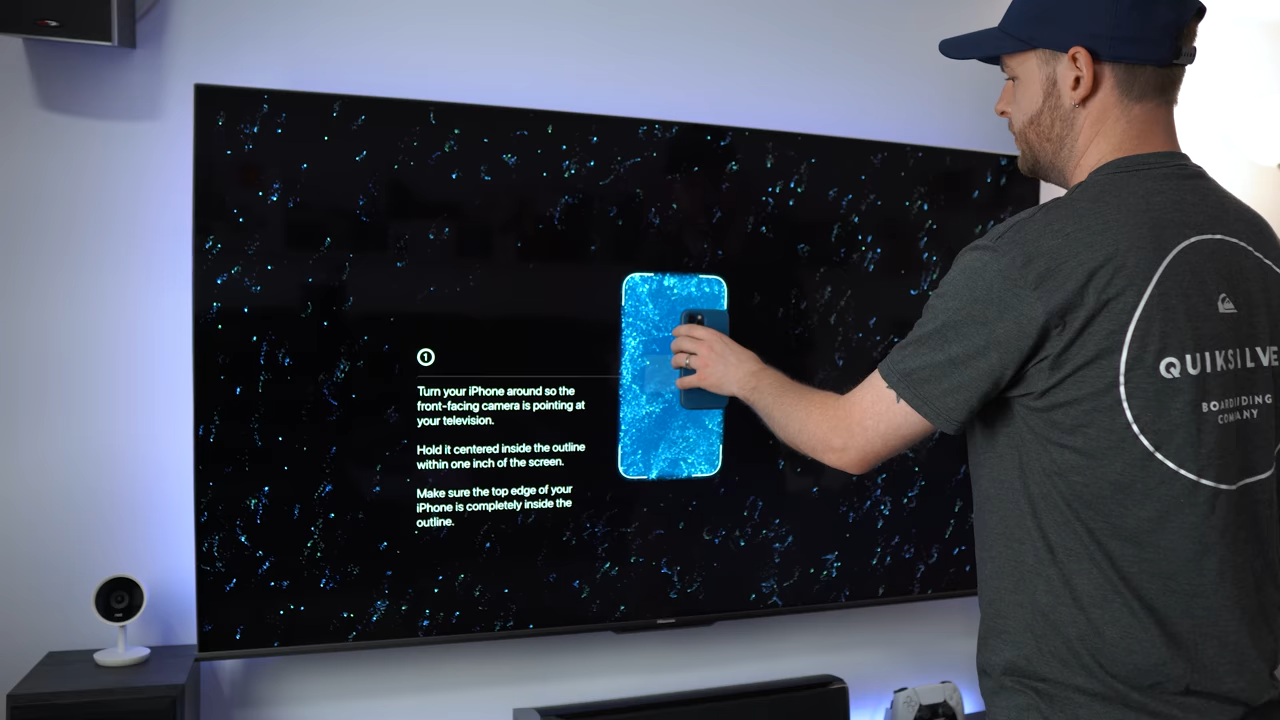 1
Turn your iPhone around so the
front-facing camera is pointing at
your television.
Hold it centered inside the outline
within one inch of the screen.
Make sure the top edge of your
iPhone is completely inside the
outline.
QUIKSILVE
BOARDRIDING
COMPANY
Hisense